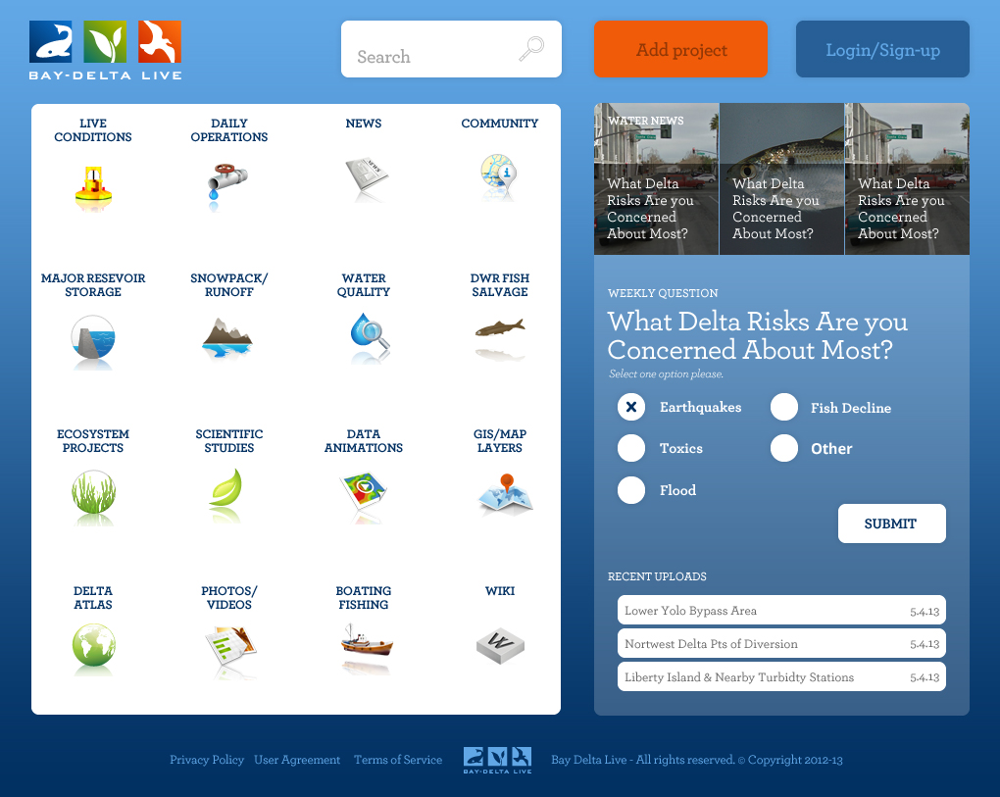 BAY-DELTA LIVE
Search
Add project
Login/Sign-up
LIVE
CONDITIONS
DAILY
OPERATIONS
NEWS
COMMUNITY
NEWS
i
MAJOR RESEVOIR
STORAGE
SNOWPACK/
RUNOFF
WATER
QUALITY
DWR FISH
SALVAGE
ECOSYSTEM
PROJECTS
SCIENTIFIC
STUDIES
DATA
ANIMATIONS
GIS/MAP
LAYERS
DELTA
ATLAS
PHOTOS/
VIDEOS
BOATING
FISHING
WIKI
W
WATER NEWS
What Delta
Risks Are you
Concerned
About Most?
What Delta
Risks Are you
Concerned
About Most?
What Delta
Risks Are you
Concerned
About Most?
WEEKLY QUESTION
What Delta Risks Are you
Concerned About Most?
Select one option please.
Earthquakes
Fish Decline
Toxics
Other
Flood
SUBMIT
RECENT UPLOADS
Lower Yolo Bypass Area 5.4.13
Nortwest Delta Pts of Diversion 5.4.13
Liberty Island & Nearby Turbidty Stations 5.4.13
Privacy Policy User Agreement Terms of Service
BAY-DELTA LIVE
Bay Delta Live - All rights reserved. © Copyright 2012-13